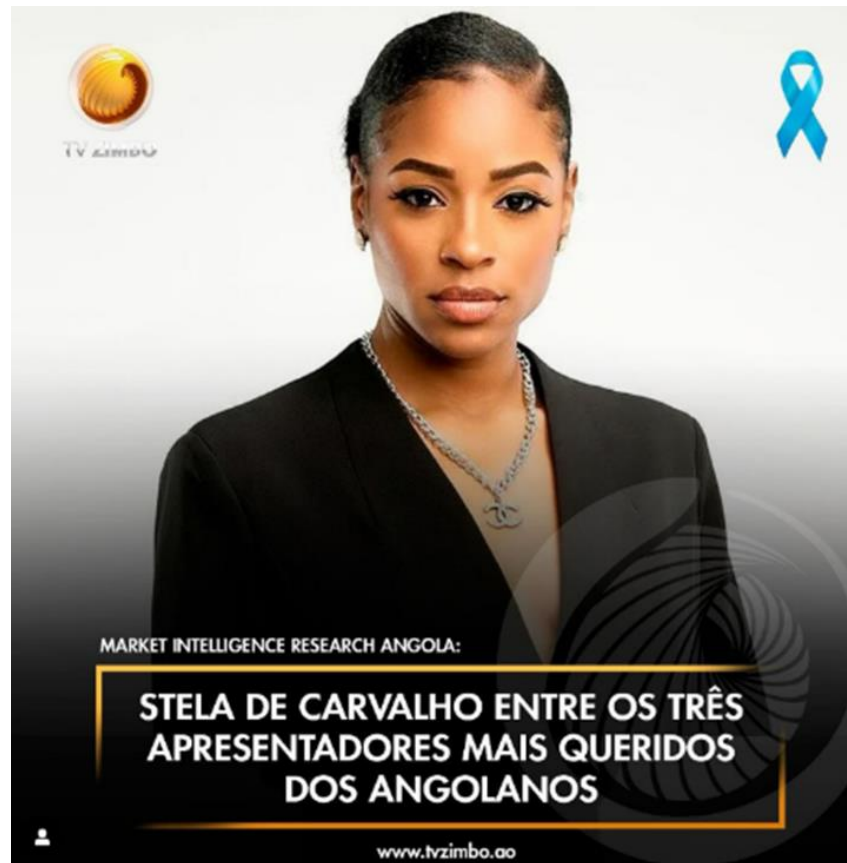 TV ZIMBO
MARKET INTELLIGENCE RESEARCH ANGOLA:
STELA DE CARVALHO ENTRE OS TRÊS
APRESENTADORES MAIS QUERIDOS
DOS ANGOLANOS
www.tvzimbo.ao